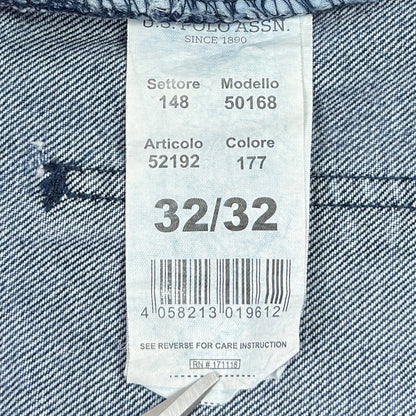 U.S. POLO ASSN.
SINCE 1890
Settore Modello
148 50168
Articolo Colore
52192 177
32/32
4 058213 019612
SEE REVERSE FOR CARE INSTRUCTION
RN # 171118